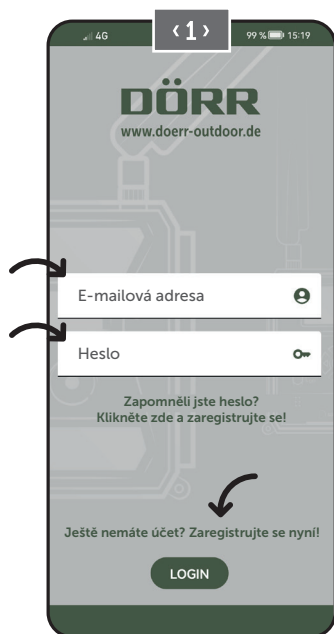 4G
‹1›
99 % 15:19
DÖRR
www.doerr-outdoor.de
E-mailová adresa
Heslo
Zapomněli jste heslo?
Klikněte zde a zaregistrujte se!
Ještě nemáte účet? Zaregistrujte se nyní!
LOGIN